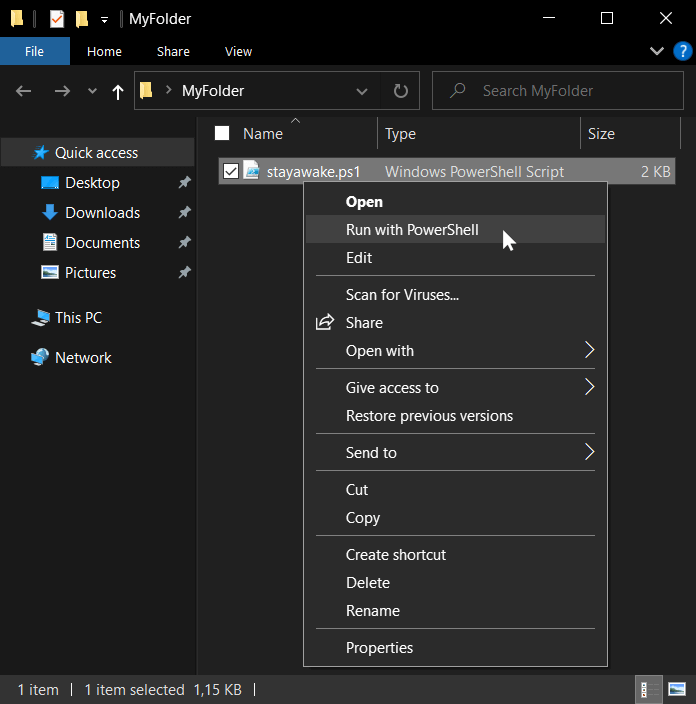 MyFolder
File Home Share View
?
MyFolder Search MyFolder
Name Type Size
Quick access
Desktop
Downloads
Documents
Pictures
This PC
Network
stayawake.ps1 Windows PowerShell Script 2 KB
Open
Run with PowerShell
Edit
Scan for Viruses...
Share
Open with
Give access to
Restore previous versions
Send to
Cut
Copy
Create shortcut
Delete
Rename
Properties
1 item 1 item selected 1,15 KB